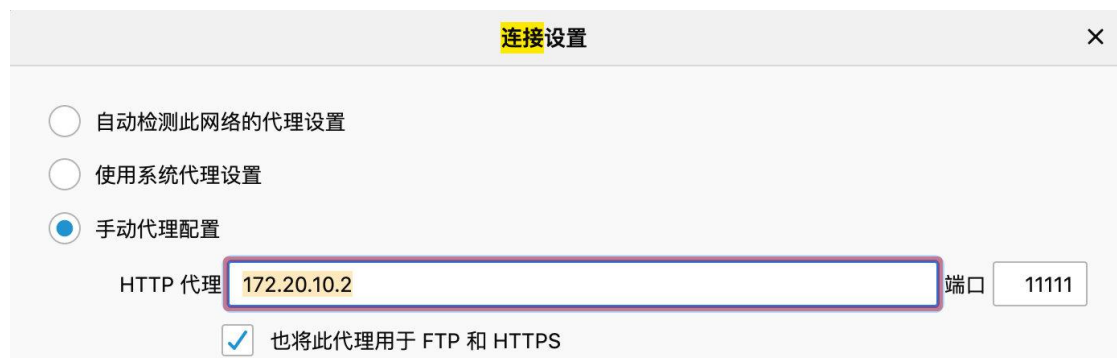 连接设置
自动检测此网络的代理设置
使用系统代理设置
手动代理配置
HTTP 代理 172.20.10.2 端口 11111
也将此代理用于 FTP 和 HTTPS